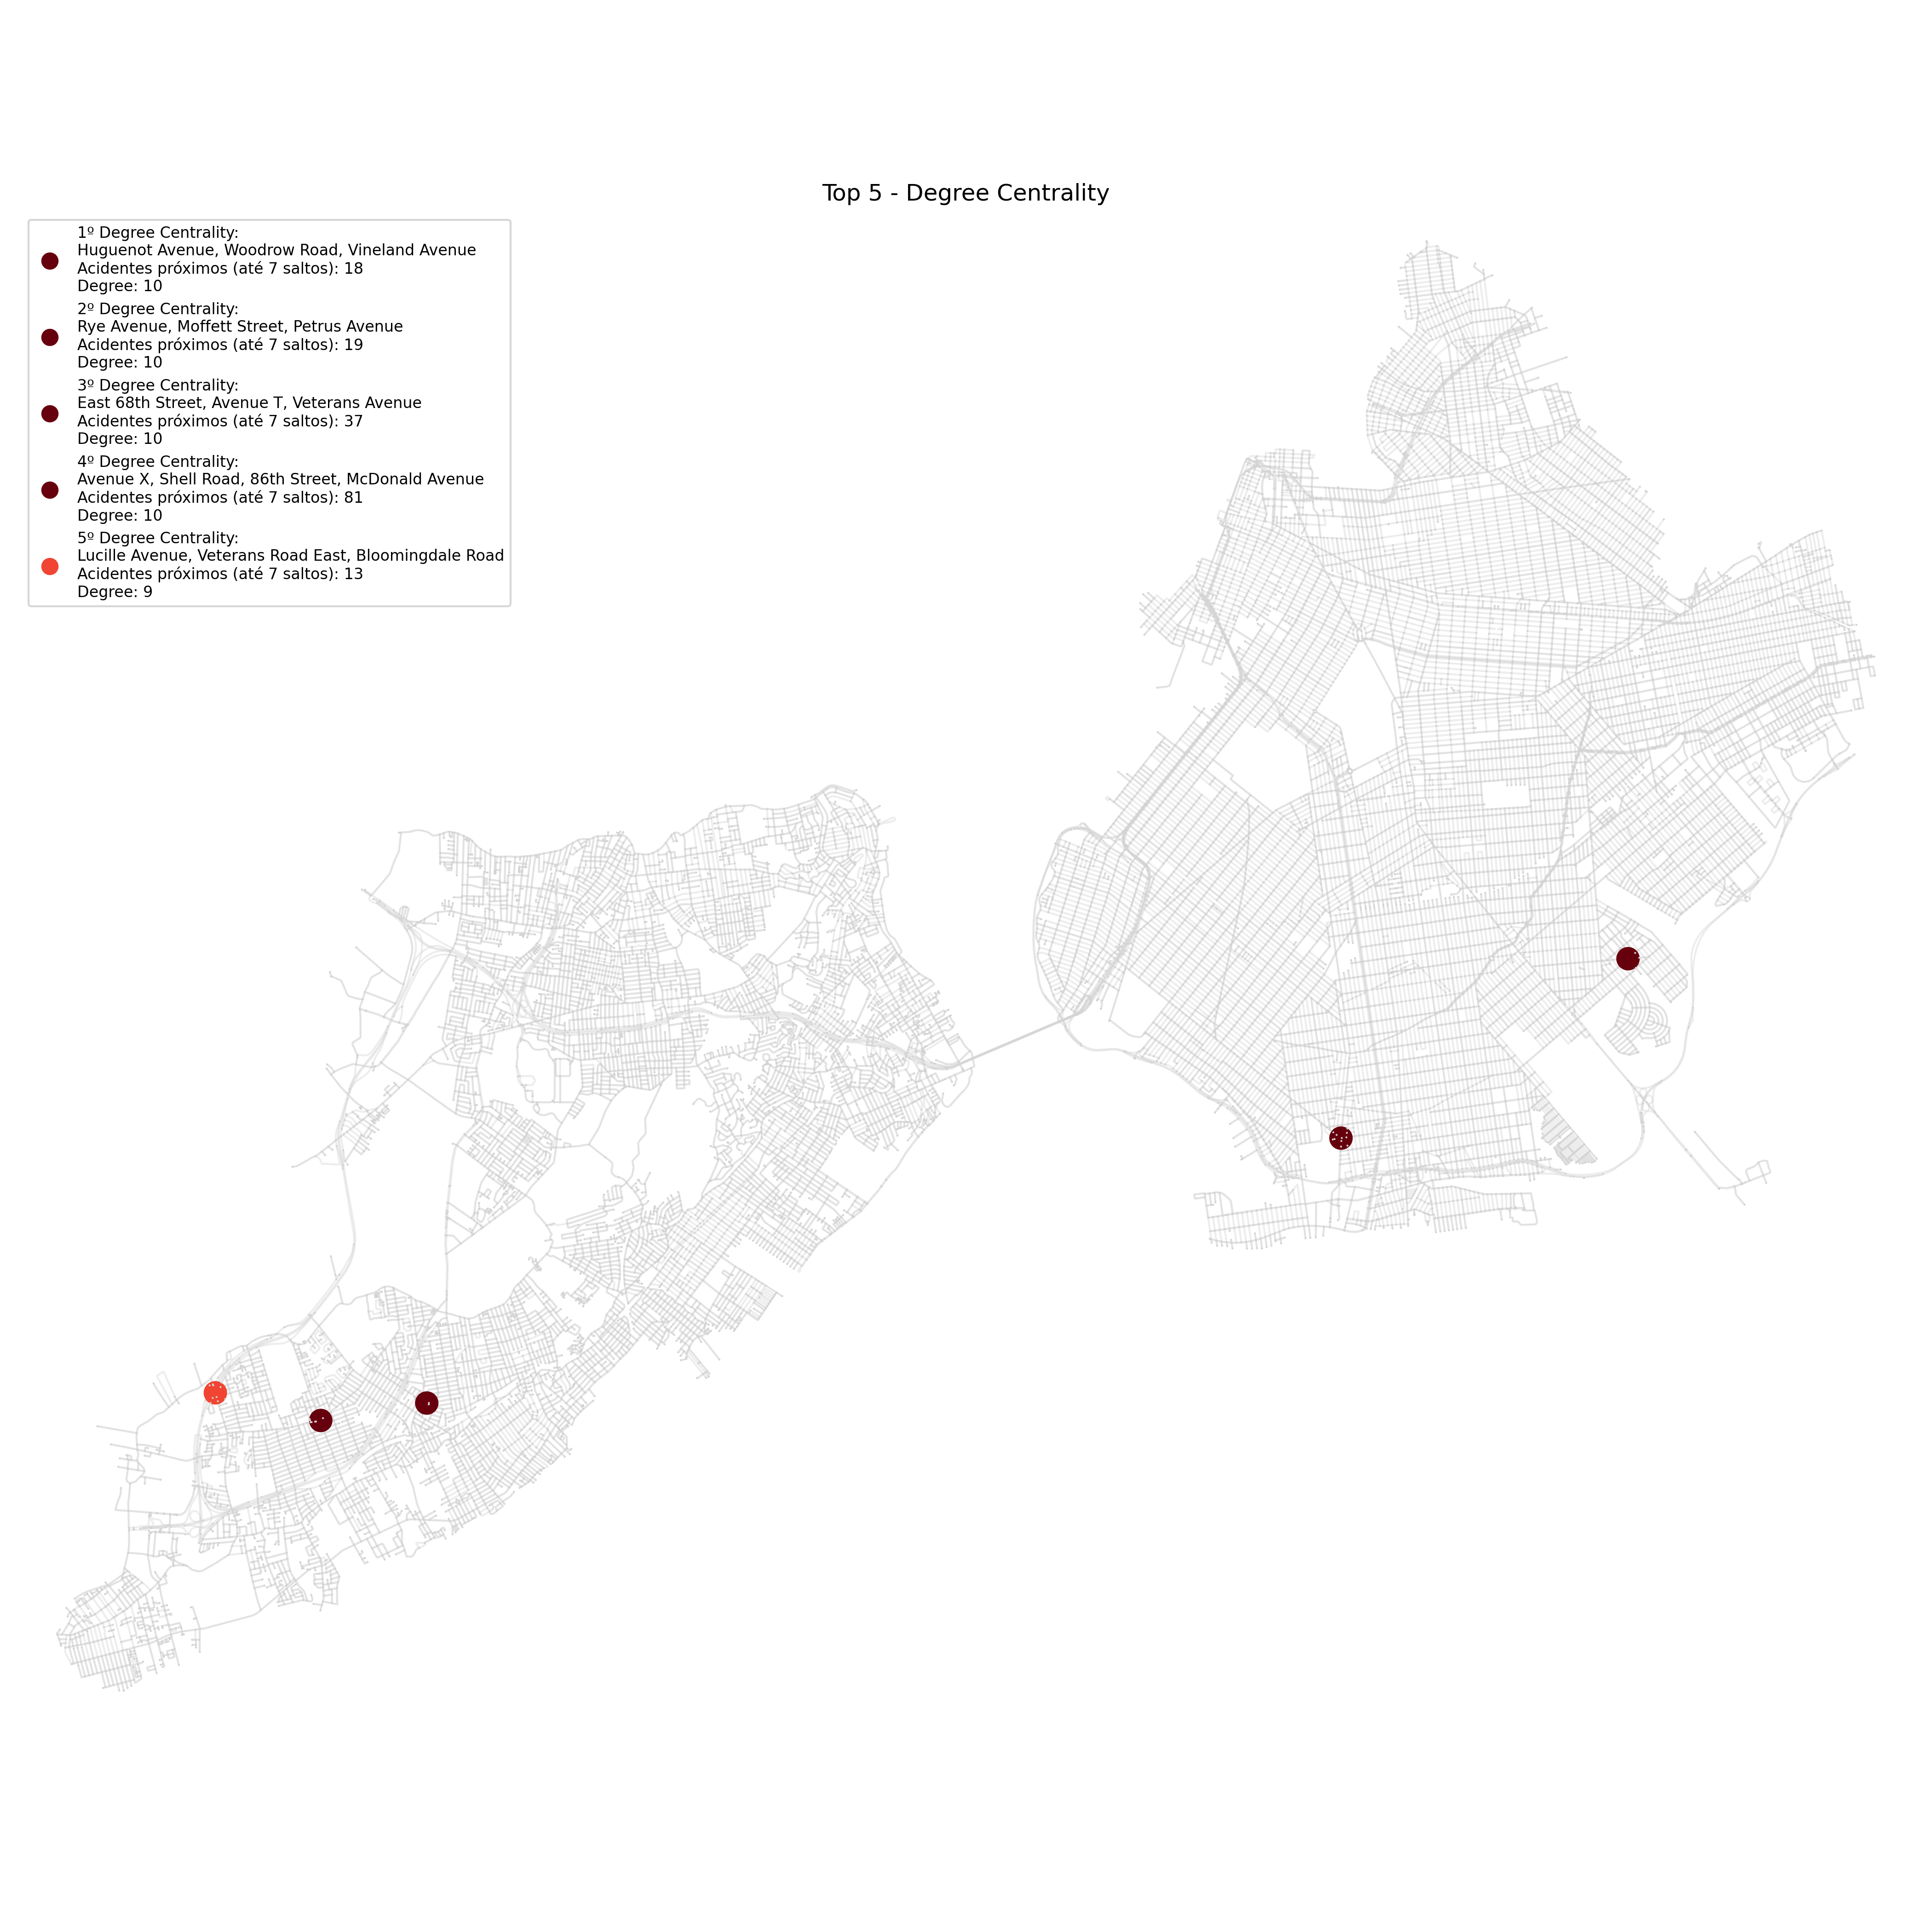 Top 5 - Degree Centrality
1º Degree Centrality:
Huguenot Avenue, Woodrow Road, Vineland Avenue
Acidentes próximos (até 7 saltos): 18
Degree: 10
2º Degree Centrality:
Rye Avenue, Moffett Street, Petrus Avenue
Acidentes próximos (até 7 saltos): 19
Degree: 10
3º Degree Centrality:
East 68th Street, Avenue T, Veterans Avenue
Acidentes próximos (até 7 saltos): 37
Degree: 10
4º Degree Centrality:
Avenue X, Shell Road, 86th Street, McDonald Avenue
Acidentes próximos (até 7 saltos): 81
Degree: 10
5º Degree Centrality:
Lucille Avenue, Veterans Road East, Bloomingdale Road
Acidentes próximos (até 7 saltos): 13
Degree: 9